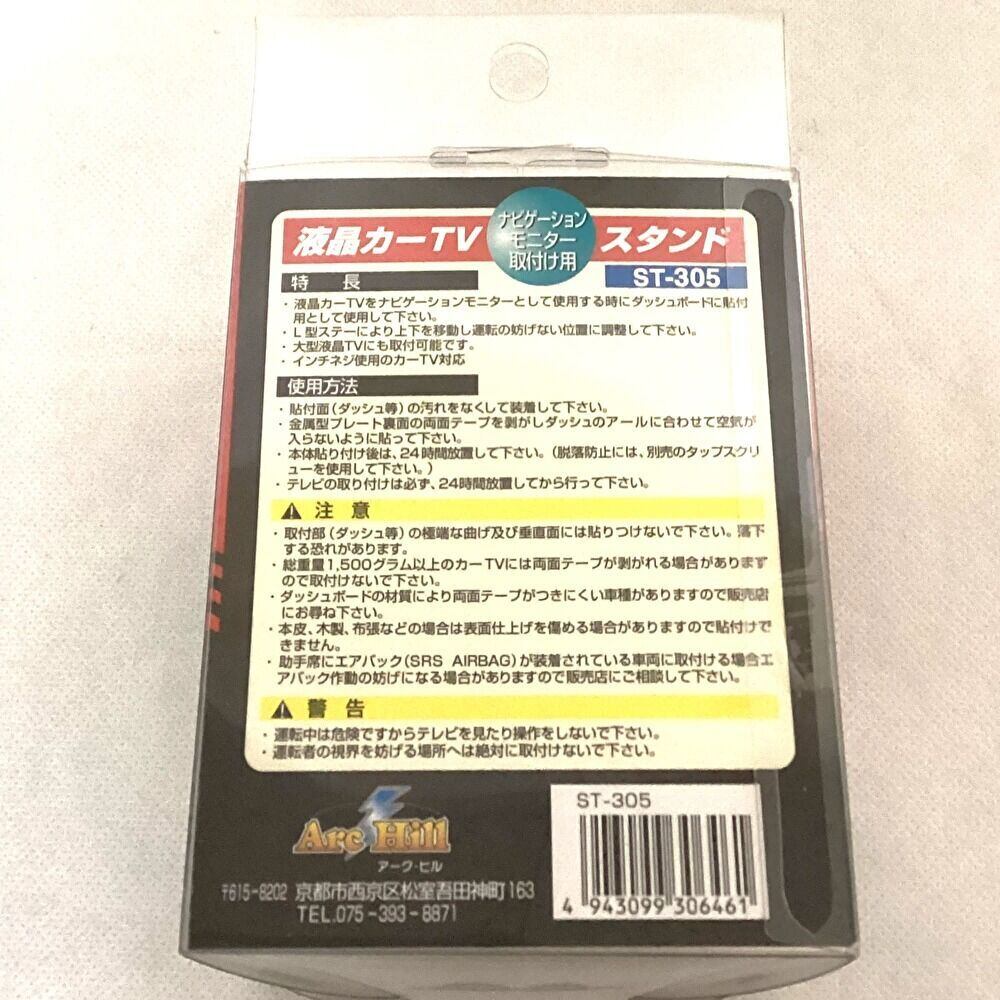 液晶カーTV
ナビゲーション
モニター
取付け用
スタンド
ST-305
特 長
・液晶カーTVをナビゲーションモニターとして使用する時にダッシュボードに貼付
用として使用して下さい。
・L型ステーにより上下を移動し運転の妨げない位置に調整して下さい。
・大型液晶TVにも取付可能です。
・インチネジ使用のカーTV対応
使用方法
・貼付面(ダッシュ等)の汚れをなくして装着して下さい。
・金属型プレート裏面の両面テープを剥がしダッシュのアールに合わせて空気が
入らないように貼って下さい。
・本体貼り付け後は、24時間放置して下さい。(脱落防止には、別売のタップスクリ
ューを使用して下さい。)
・テレビの取り付けは必ず、24時間放置してから行って下さい。
⚠ 注 意
・取付部(ダッシュ等)の極端な曲げ及び垂直面には貼りつけないで下さい。落下
する恐れがあります。
・総重量1,500グラム以上のカーTVには両面テープが剥がれる場合があります
ので取付けないで下さい。
・ダッシュボードの材質により両面テープがつきにくい車種がありますので販売店
にお尋ね下さい。
・本皮、木製、布張などの場合は表面仕上げを傷める場合がありますので貼付けで
きません。
・助手席にエアバック(SRS AIRBAG)が装着されている車両に取付ける場合エ
アバック作動の妨げになる場合がありますので販売店にご相談して下さい。
⚠ 警 告
・運転中は危険ですからテレビを見たり操作をしないで下さい。
・運転者の視界を妨げる場所へは絶対に取付けないで下さい。
Arc Hill
アーク・ヒル
〒615-8202 京都市西京区松室吾田神町163
TEL.075-393-8871
ST-305
4 943099 306461